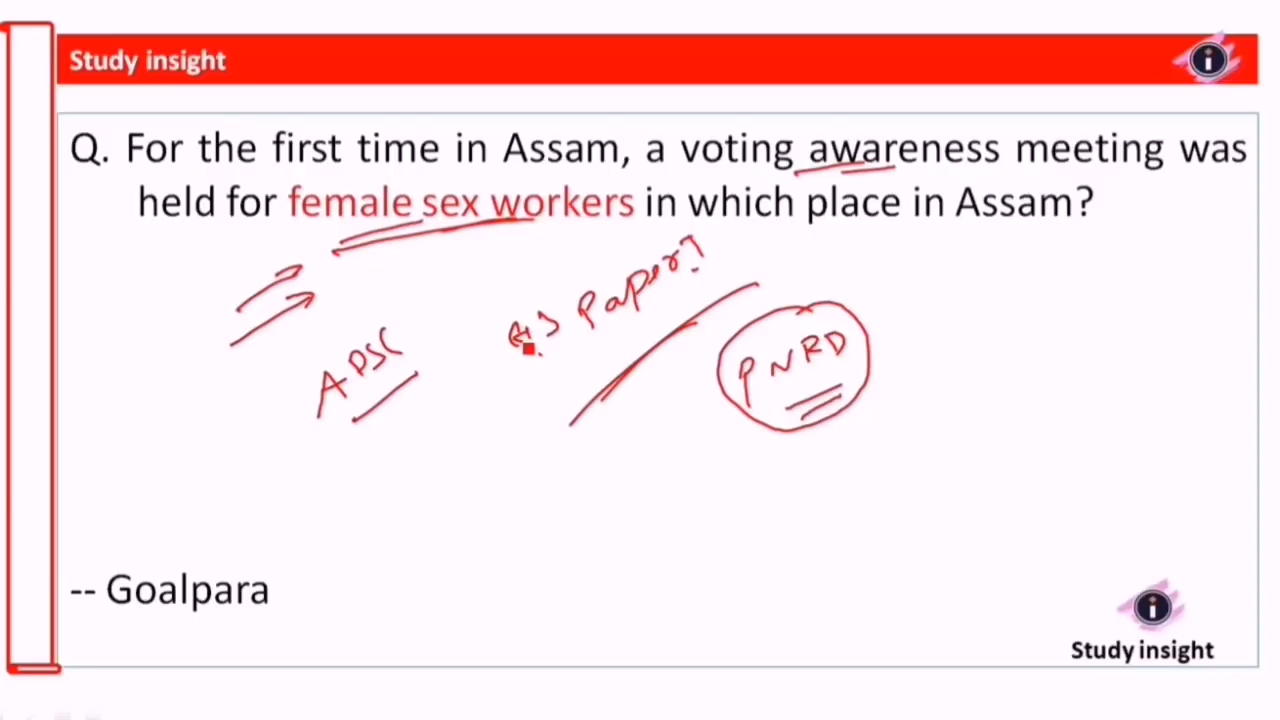 Study insight
Q. For the first time in Assam, a voting awareness meeting was
held for female sex workers in which place in Assam?
APSC
Paper
PNRD
-- Goalpara
Study insight